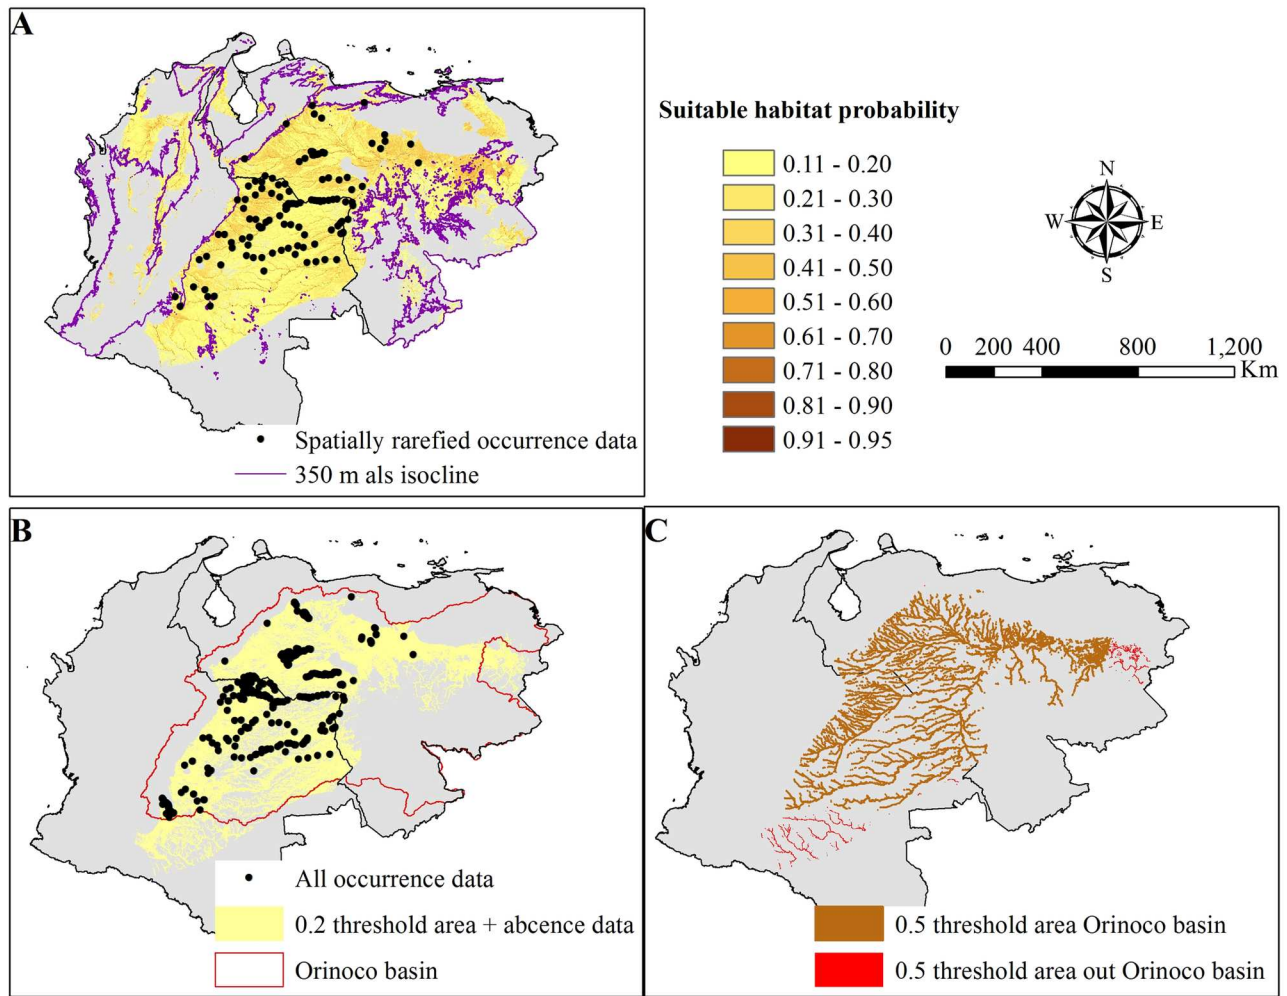 A
Spatially rarefied occurrence data
350 m als isocline
Suitable habitat probability
0.11 - 0.20
0.21 - 0.30
0.31 - 0.40
0.41 - 0.50
0.51 - 0.60
0.61 - 0.70
0.71 - 0.80
0.81 - 0.90
0.91 - 0.95
N
W E
S
0 200 400 800 1,200
Km
B
All occurrence data
0.2 threshold area + abcence data
Orinoco basin
C
0.5 threshold area Orinoco basin
0.5 threshold area out Orinoco basin